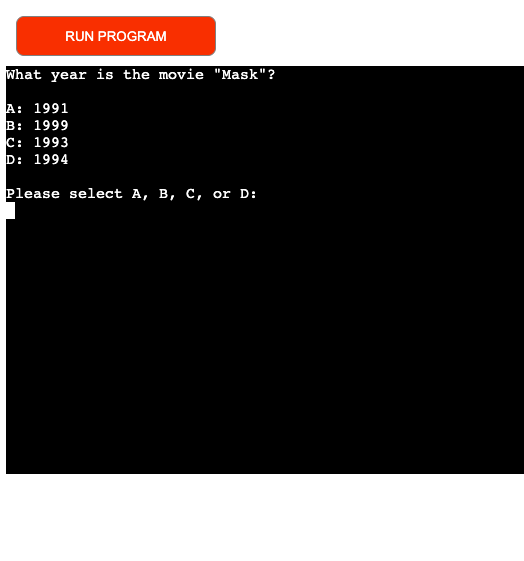 RUN PROGRAM
What year is the movie "Mask"?
A: 1991
B: 1999
C: 1993
D: 1994
Please select A, B, C, or D: